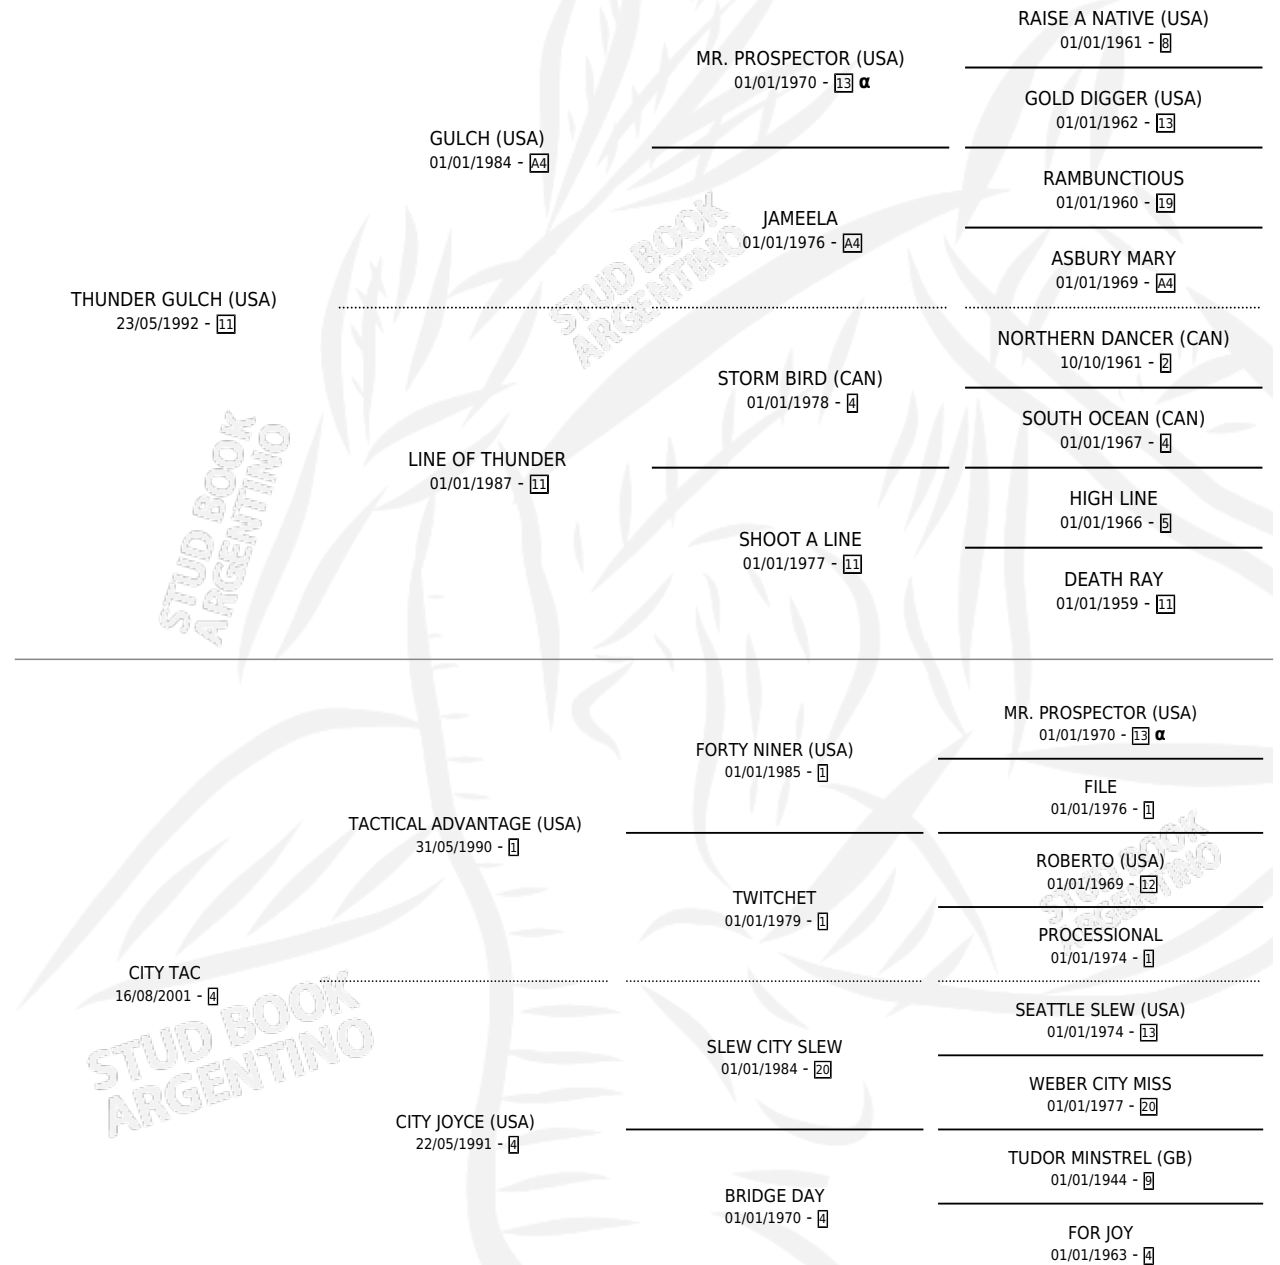 RAISE A NATIVE (USA)
01/01/1961 - 8
MR. PROSPECTOR (USA)
01/01/1970 - 13 α
GOLD DIGGER (USA)
01/01/1962 - 13
GULCH (USA)
01/01/1984 - A4
RAMBUNCTIOUS
01/01/1960 - 19
JAMEELA
01/01/1976 - A4
ASBURY MARY
01/01/1969 - A4
THUNDER GULCH (USA)
23/05/1992 - 11
NORTHERN DANCER (CAN)
10/10/1961 - 2
STORM BIRD (CAN)
01/01/1978 - 4
SOUTH OCEAN (CAN)
01/01/1967 - 4
LINE OF THUNDER
01/01/1987 - 11
HIGH LINE
01/01/1966 - 5
SHOOT A LINE
01/01/1977 - 11
DEATH RAY
01/01/1959 - 11
MR. PROSPECTOR (USA)
01/01/1970 - 13 α
FORTY NINER (USA)
01/01/1985 - 1
FILE
01/01/1976 - 1
TACTICAL ADVANTAGE (USA)
31/05/1990 - 1
ROBERTO (USA)
01/01/1969 - 12
TWITCHET
01/01/1979 - 1
PROCESSIONAL
01/01/1974 - 1
CITY TAC
16/08/2001 - 4
SEATTLE SLEW (USA)
01/01/1974 - 13
SLEW CITY SLEW
01/01/1984 - 20
WEBER CITY MISS
01/01/1977 - 20
CITY JOYCE (USA)
22/05/1991 - 4
TUDOR MINSTREL (GB)
01/01/1944 - 9
BRIDGE DAY
01/01/1970 - 4
FOR JOY
01/01/1963 - 4
STUD BOOK
ARGENTINO
STUD BOOK
ARGENTINO
STUD BOOK
ARGENTINO
STUD BOOK
ARGENTINO